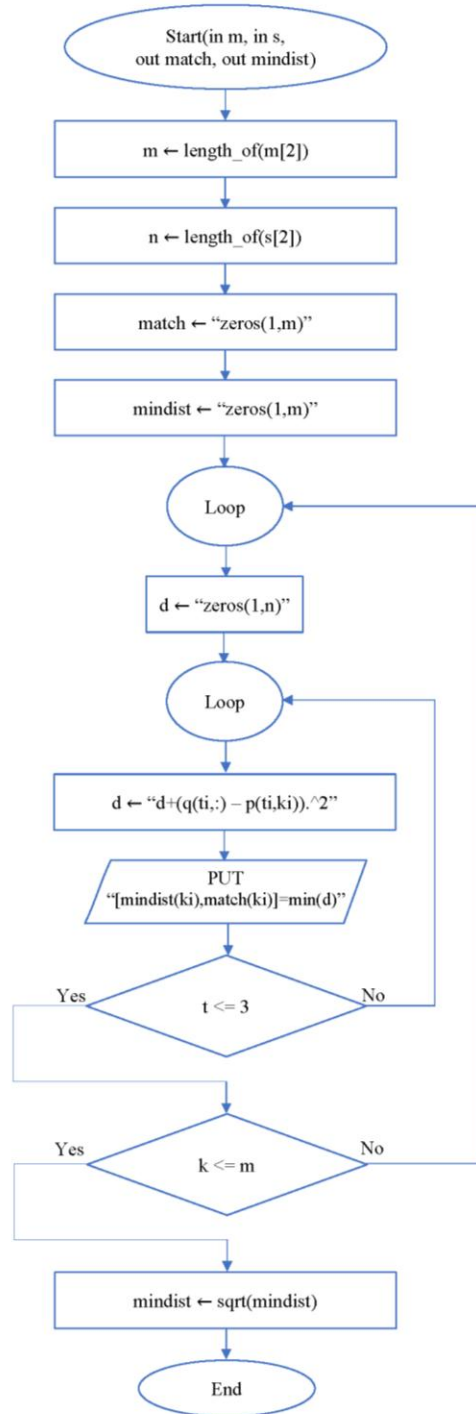 Start(in m, in s,
out match, out mindist)
m ← length_of(m[2])
n ← length_of(s[2])
match ← “zeros(1,m)”
mindist ← “zeros(1,m)”
Loop
d ← “zeros(1,n)”
Loop
d ← “d+(q(ti,:) – p(ti,ki)).^2”
PUT
“[mindist(ki),match(ki)]=min(d)”
Yes
t <= 3
No
Yes
k <= m
No
mindist ← sqrt(mindist)
End